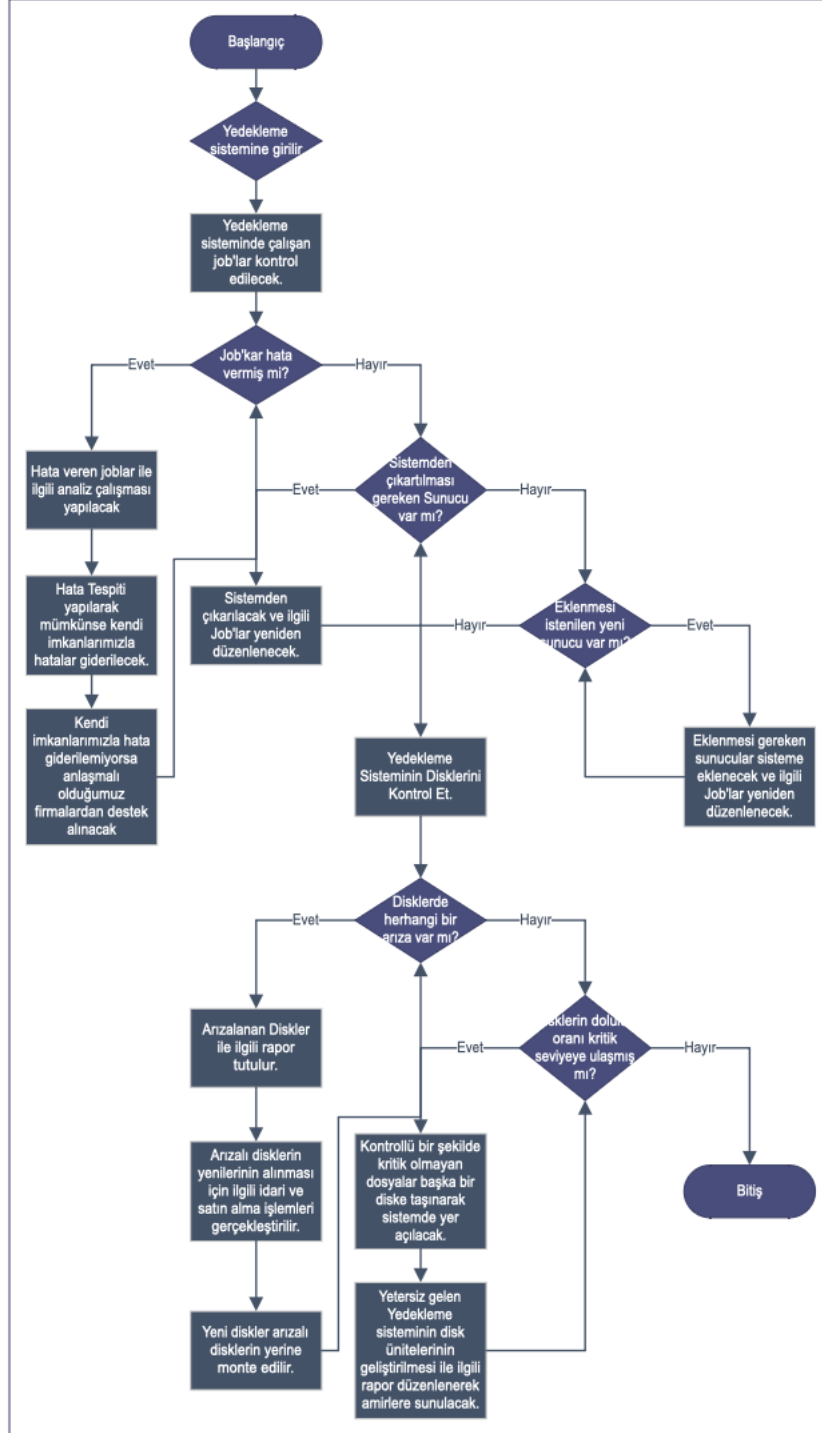 Başlangıç
Yedekleme
sistemine girilir
Yedekleme
sisteminde çalışan
job'lar kontrol
edilecek.
Job'kar hata
vermiş mi?
Evet
Hayır
Hata veren joblar ile
ilgili analiz çalışması
yapılacak
Hata Tespiti
yapılarak
mümkünse kendi
imkanlarımızla
hatalar giderilecek.
Kendi
imkanlarımızla hata
giderilemiyorsa
anlaşmalı
olduğumuz
firmalardan destek
alınacak
Sistemden
çıkartılması
gereken Sunucu
var mı?
Evet
Hayır
Sistemden
çıkarılacak ve ilgili
Job'lar yeniden
düzenlenecek.
Eklenmesi
istenilen yeni
sunucu var mı?
Hayır
Evet
Eklenmesi gereken
sunucular sisteme
eklenecek ve ilgili
Job'lar yeniden
düzenlenecek.
Yedekleme
Sisteminin Disklerini
Kontrol Et.
Disklerde
herhangi bir
arıza var mı?
Evet
Hayır
Arızalanan Diskler
ile ilgili rapor
tutulur.
Arızalı disklerin
yenilerinin alınması
için ilgili idari ve
satın alma işlemleri
gerçekleştirilir.
Yeni diskler arızalı
disklerin yerine
monte edilir.
oranı kritik
seviyeye ulaşmış
mı?
Evet
Hayır
Kontrollü bir şekilde
kritik olmayan
dosyalar başka bir
diske taşınarak
sistemde yer
açılacak.
Yetersiz gelen
Yedekleme
sisteminin disk
ünitelerinin
geliştirilmesi ile ilgili
rapor düzenlenerek
amirlere sunulacak.
Bitiş